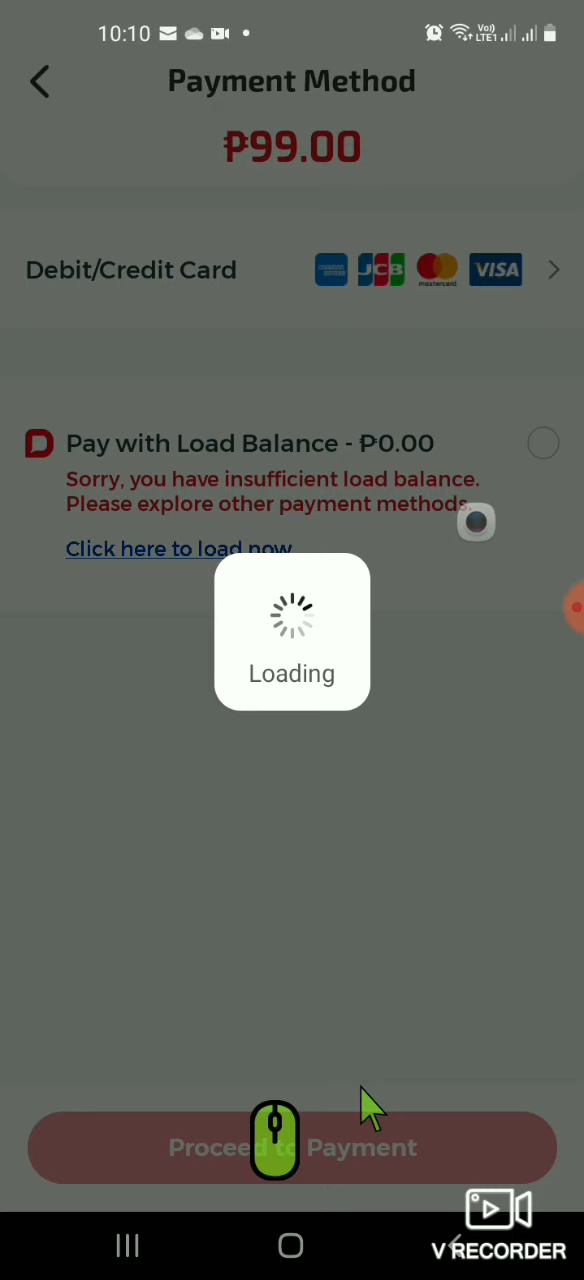 10:10
Vo))
LTE1
Payment Method
₱99.00
Debit/Credit Card
AMERICAN EXPRESS
JCB
mastercard
VISA
Pay with Load Balance - ₱0.00
Sorry, you have insufficient load balance.
Please explore other payment methods.
Click here to load now
Loading
Proceed to Payment
V RECORDER